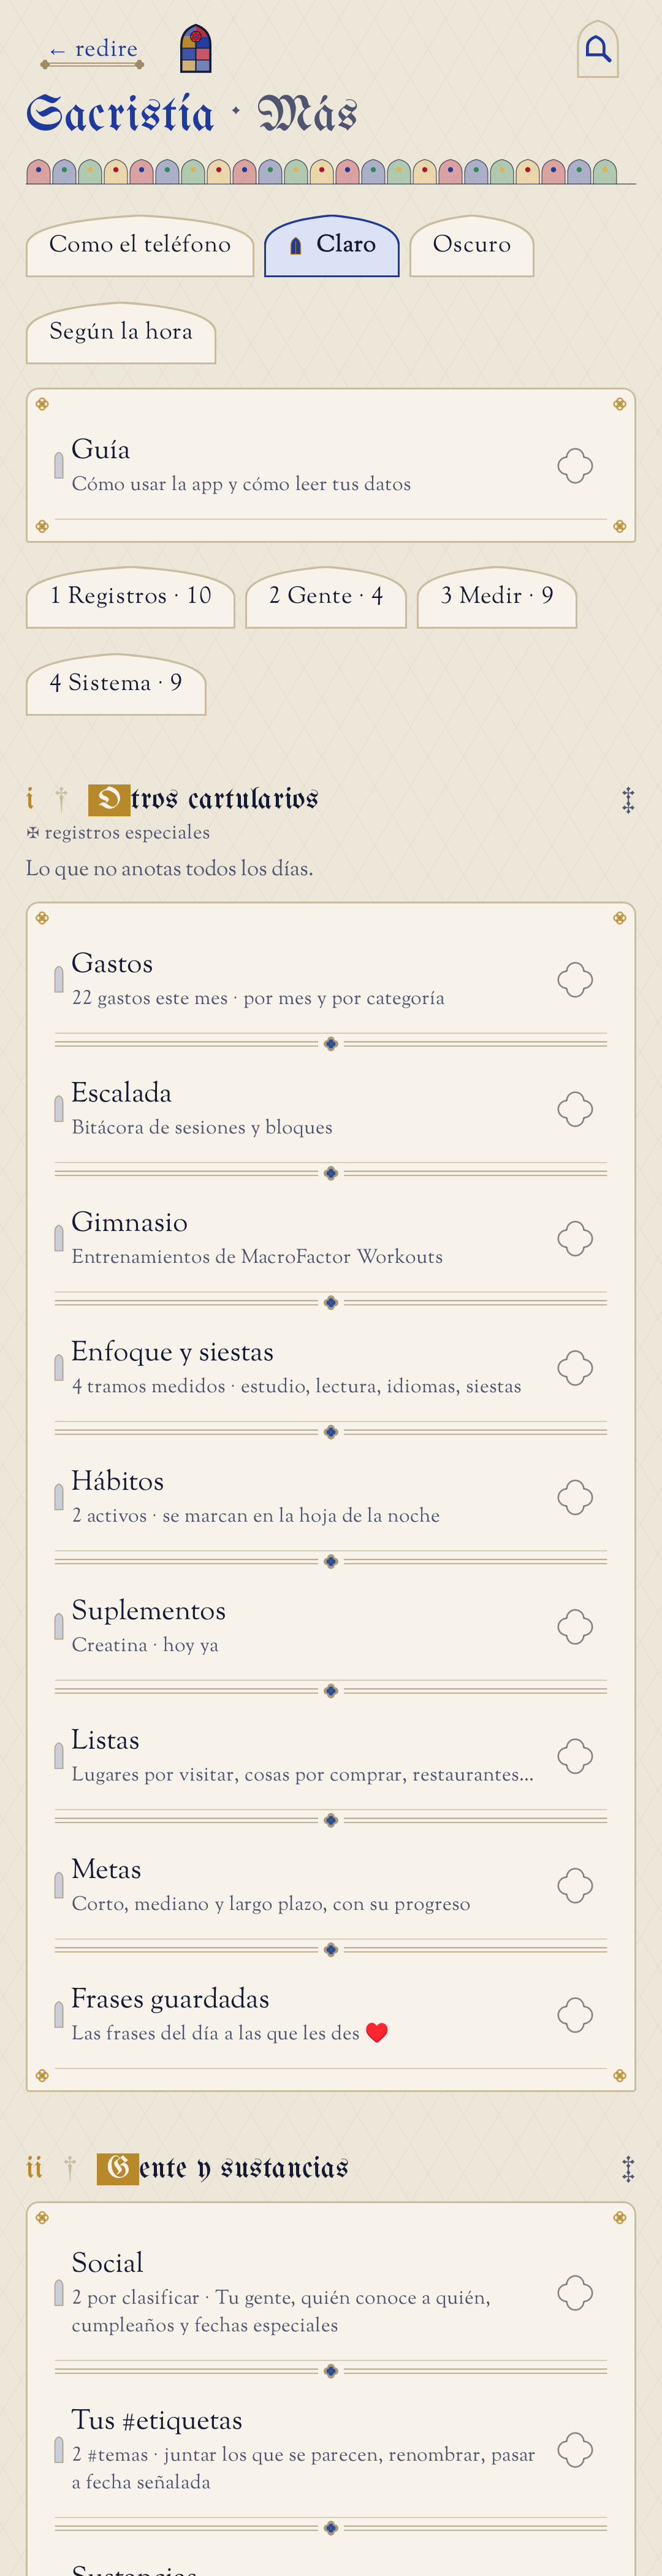 ← redire
Sacristía · Más
Como el teléfono
Claro
Oscuro
Según la hora
Guía
Cómo usar la app y cómo leer tus datos
1 Registros · 10
2 Gente · 4
3 Medir · 9
4 Sistema · 9
i † Otros cartularios ‡
✠ registros especiales
Lo que no anotas todos los días.
Gastos
22 gastos este mes · por mes y por categoría
Escalada
Bitácora de sesiones y bloques
Gimnasio
Entrenamientos de MacroFactor Workouts
Enfoque y siestas
4 tramos medidos · estudio, lectura, idiomas, siestas
Hábitos
2 activos · se marcan en la hoja de la noche
Suplementos
Creatina · hoy ya
Listas
Lugares por visitar, cosas por comprar, restaurantes…
Metas
Corto, mediano y largo plazo, con su progreso
Frases guardadas
Las frases del día a las que les des ❤️
ii † Gente y sustancias ‡
Social
2 por clasificar · Tu gente, quién conoce a quién,
cumpleaños y fechas especiales
Tus #etiquetas
2 #temas · juntar los que se parecen, renombrar, pasar
a fecha señalada